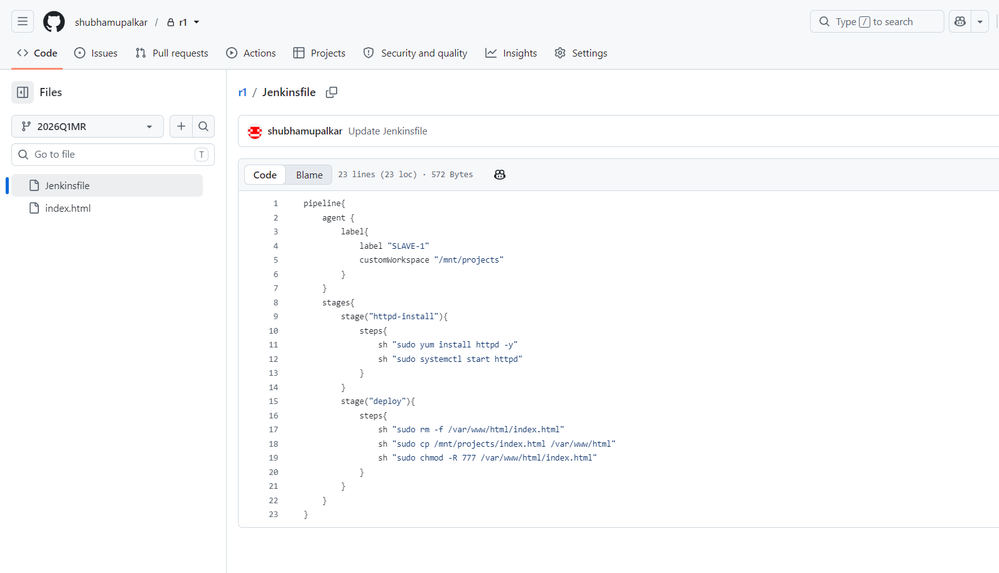 shubhamupalkar / r1
Type / to search
Code Issues Pull requests Actions Projects Security and quality Insights Settings
Files
2026Q1MR
Go to file T
Jenkinsfile
index.html
r1 / Jenkinsfile
shubhamupalkar Update Jenkinsfile
Code Blame 23 lines (23 loc) · 572 Bytes
1 pipeline{
2     agent {
3         label{
4             label "SLAVE-1"
5             customWorkspace "/mnt/projects"
6         }
7     }
8     stages{
9         stage("httpd-install"){
10             steps{
11                 sh "sudo yum install httpd -y"
12                 sh "sudo systemctl start httpd"
13             }
14         }
15         stage("deploy"){
16             steps{
17                 sh "sudo rm -f /var/www/html/index.html"
18                 sh "sudo cp /mnt/projects/index.html /var/www/html"
19                 sh "sudo chmod -R 777 /var/www/html/index.html"
20             }
21         }
22     }
23 }